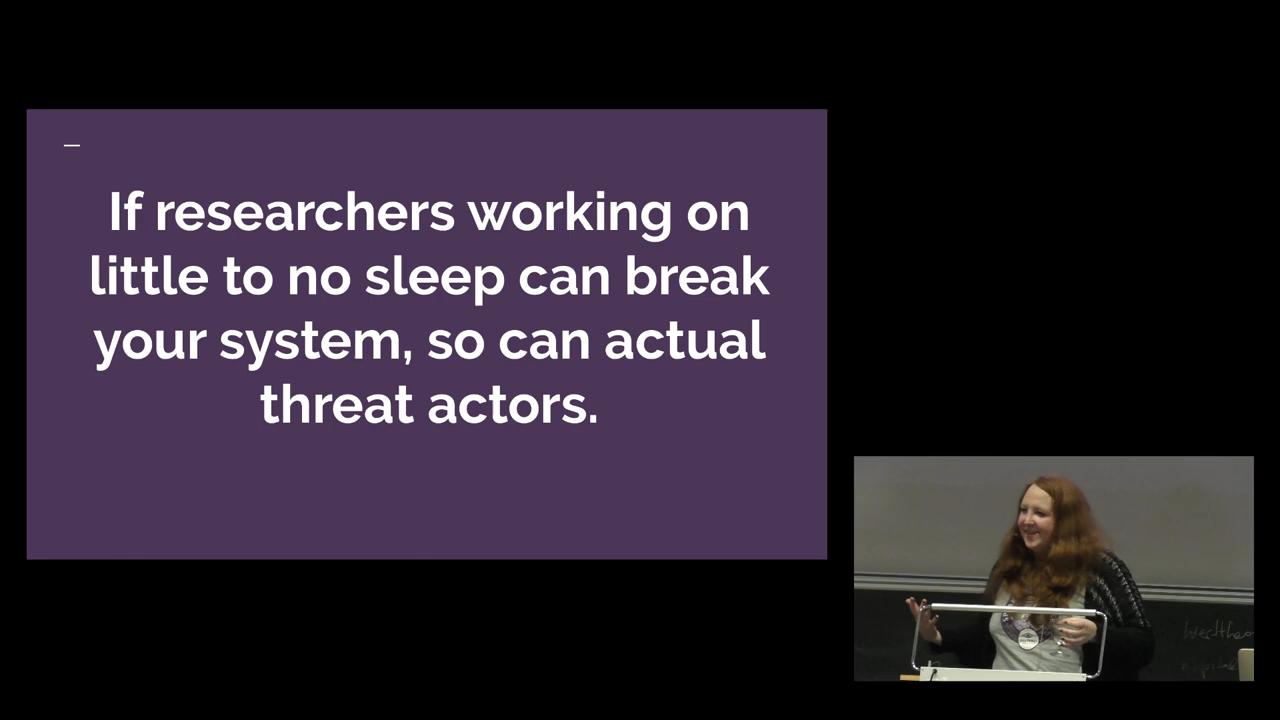 If researchers working on
little to no sleep can break
your system, so can actual
threat actors.